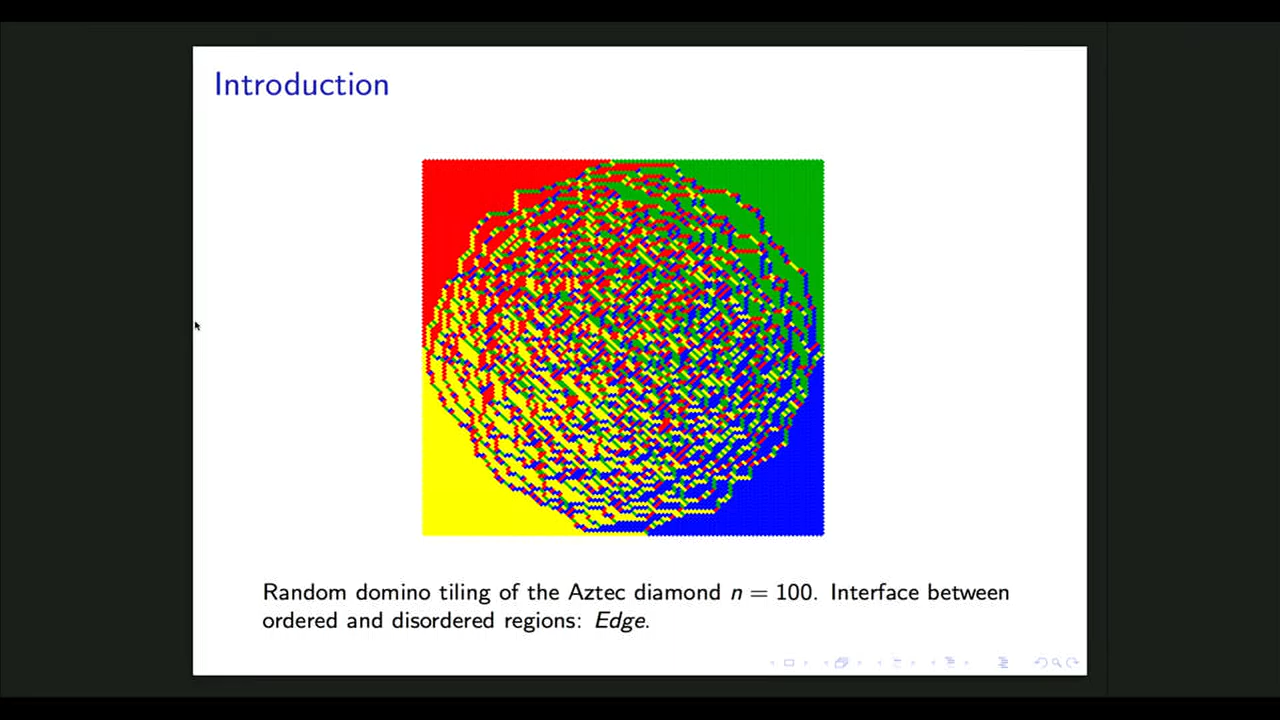 Introduction
Random domino tiling of the Aztec diamond n = 100. Interface between
ordered and disordered regions: Edge.